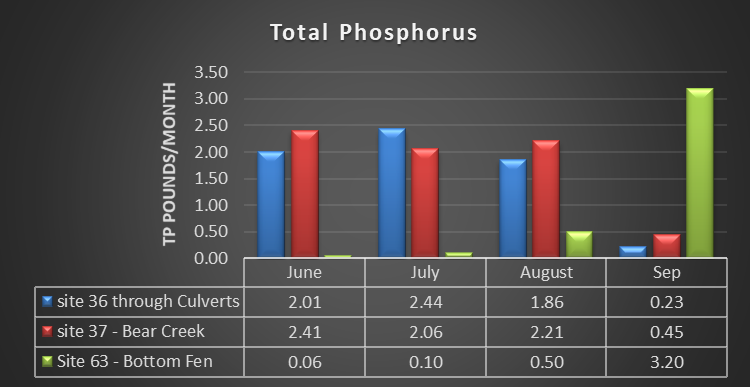 Total Phosphorus
TP POUNDS/MONTH
3.50
3.00
2.50
2.00
1.50
1.00
0.50
0.00
June July August Sep
site 36 through Culverts 2.01 2.44 1.86 0.23
site 37 - Bear Creek 2.41 2.06 2.21 0.45
Site 63 - Bottom Fen 0.06 0.10 0.50 3.20